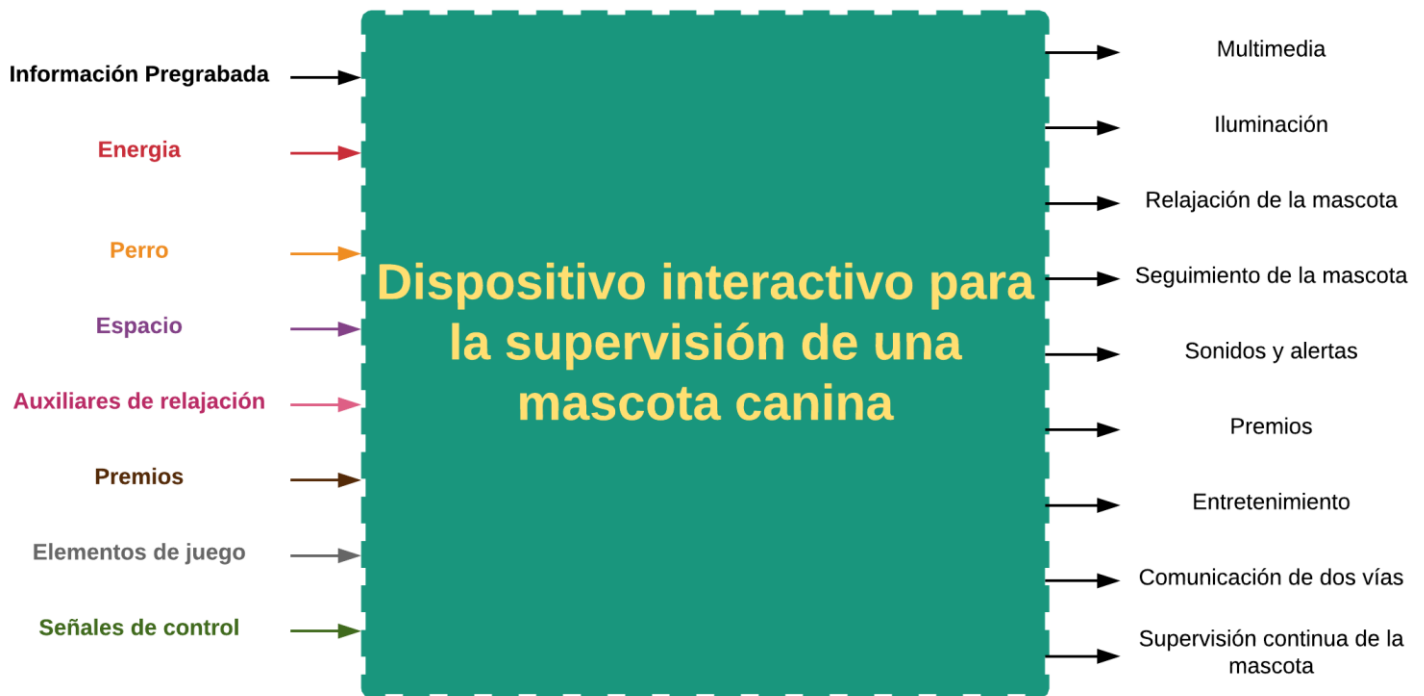 Información Pregrabada
Energia
Perro
Espacio
Auxiliares de relajación
Premios
Elementos de juego
Señales de control
Dispositivo interactivo para
la supervisión de una
mascota canina
Multimedia
Iluminación
Relajación de la mascota
Seguimiento de la mascota
Sonidos y alertas
Premios
Entretenimiento
Comunicación de dos vías
Supervisión continua de la
mascota